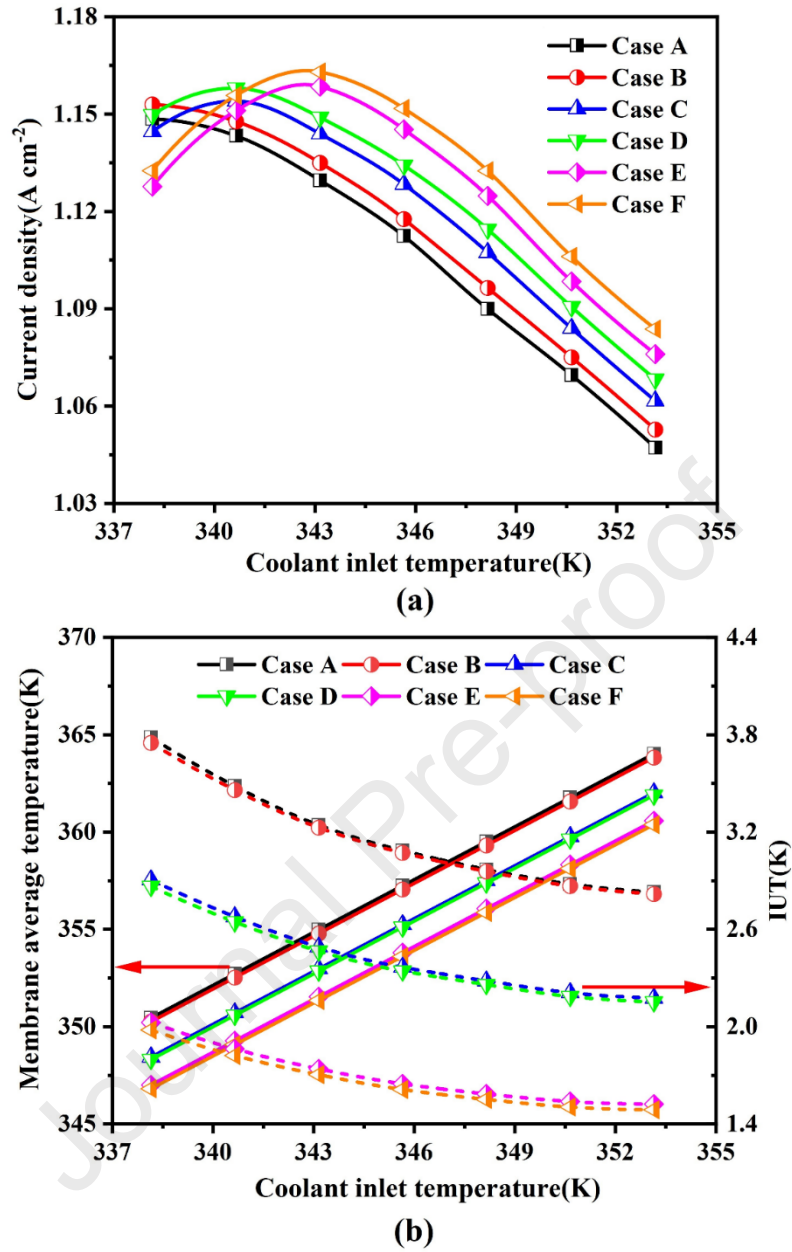 1.18
1.15
1.12
1.09
1.06
1.03
Current density(A cm⁻²)
Case A
Case B
Case C
Case D
Case E
Case F
337 340 343 346 349 352 355
Coolant inlet temperature(K)
(a)
370
365
360
355
350
345
Membrane average temperature(K)
Case A Case B Case C
Case D Case E Case F
4.4
3.8
3.2
2.6
2.0
1.4
IUT(K)
337 340 343 346 349 352 355
Coolant inlet temperature(K)
(b)
Journal Pre-proof